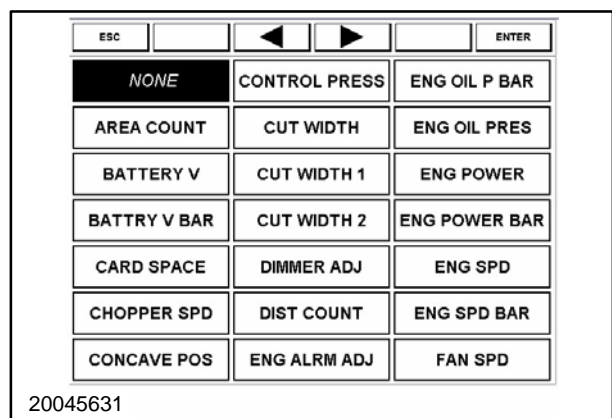 ESC ENTER
NONE CONTROL PRESS ENG OIL P BAR
AREA COUNT CUT WIDTH ENG OIL PRES
BATTERY V CUT WIDTH 1 ENG POWER
BATTRY V BAR CUT WIDTH 2 ENG POWER BAR
CARD SPACE DIMMER ADJ ENG SPD
CHOPPER SPD DIST COUNT ENG SPD BAR
CONCAVE POS ENG ALRM ADJ FAN SPD
20045631